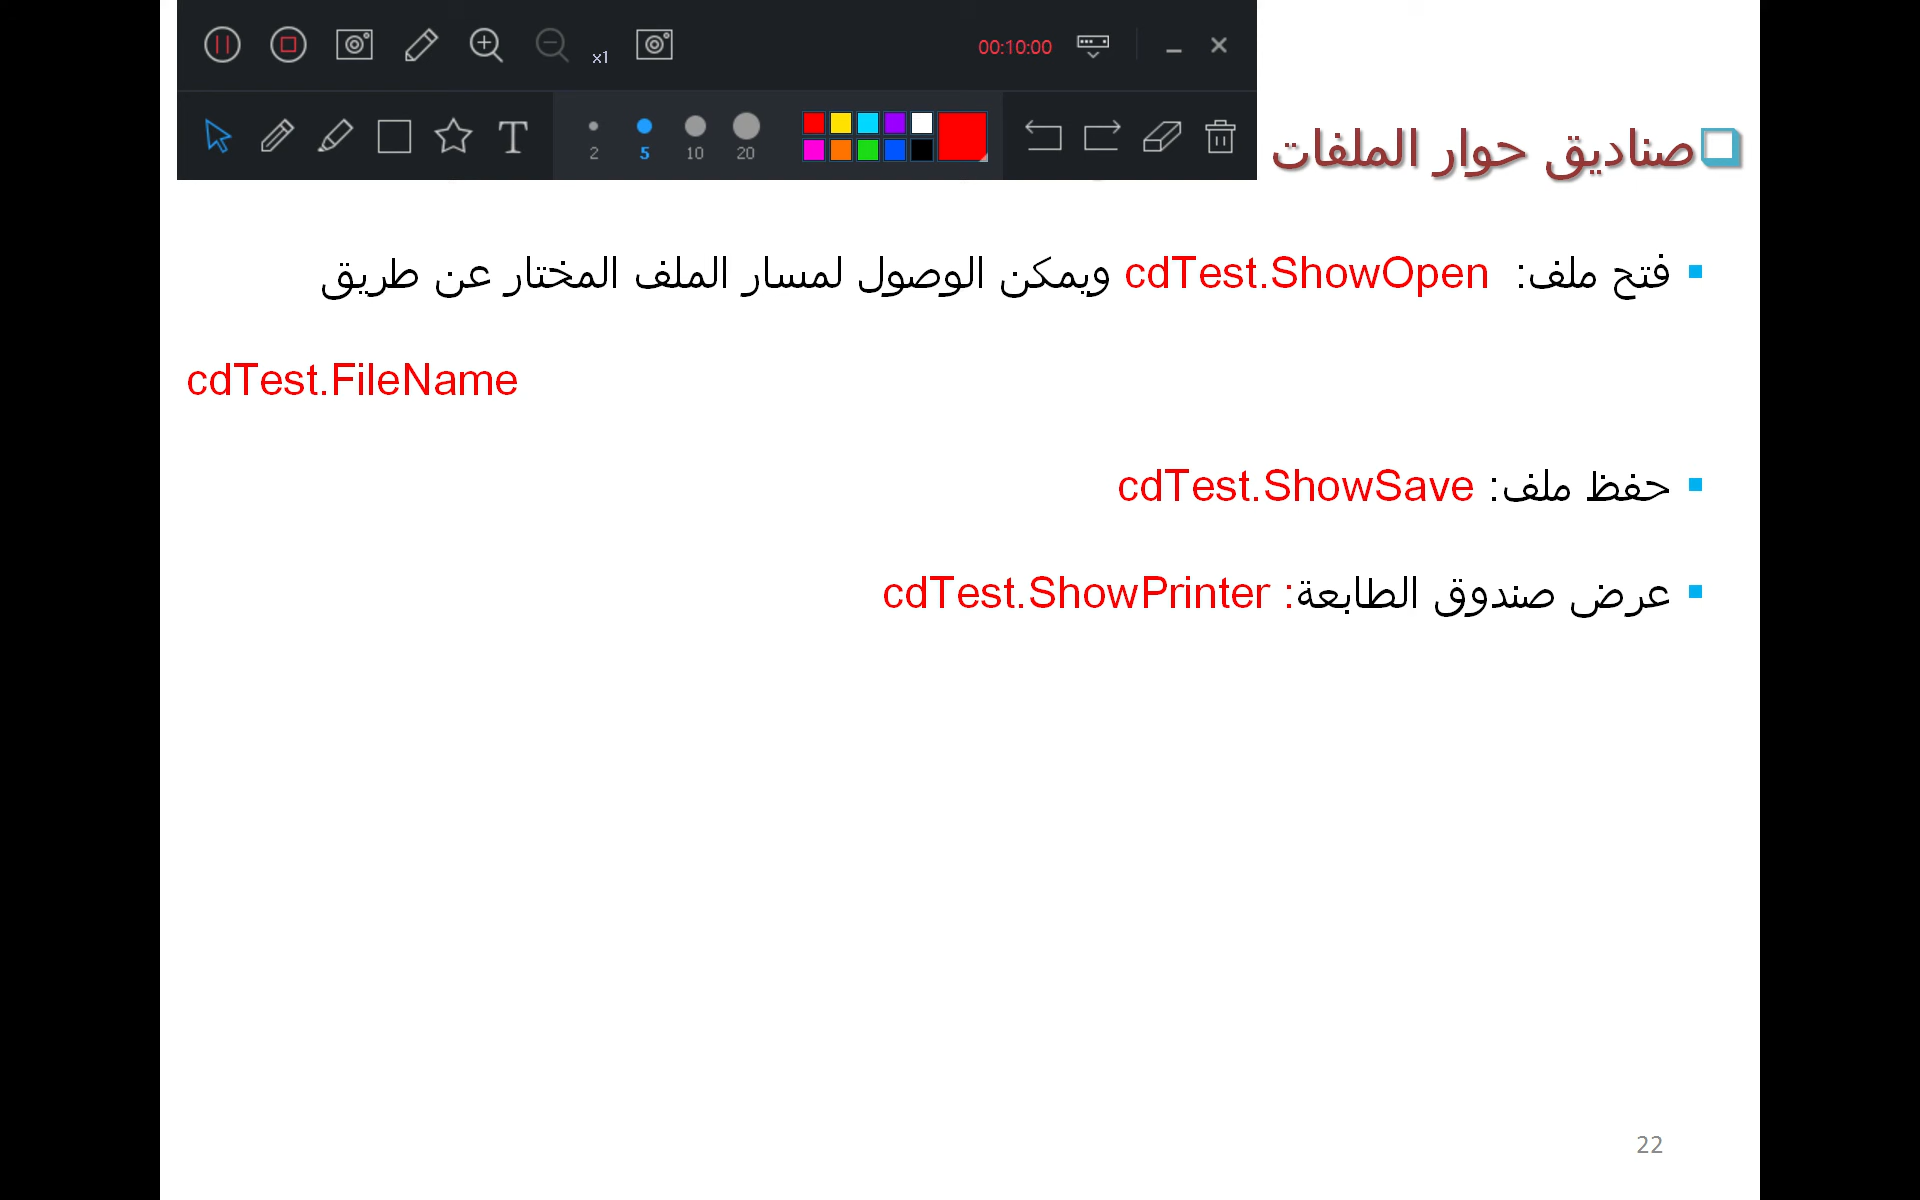 x1
00:10:00
2 5 10 20
صناديق حوار الملفات
فتح ملف: cdTest.ShowOpen ويمكن الوصول لمسار الملف المختار عن طريق
cdTest.FileName
حفظ ملف: cdTest.ShowSave
عرض صندوق الطابعة: cdTest.ShowPrinter
22